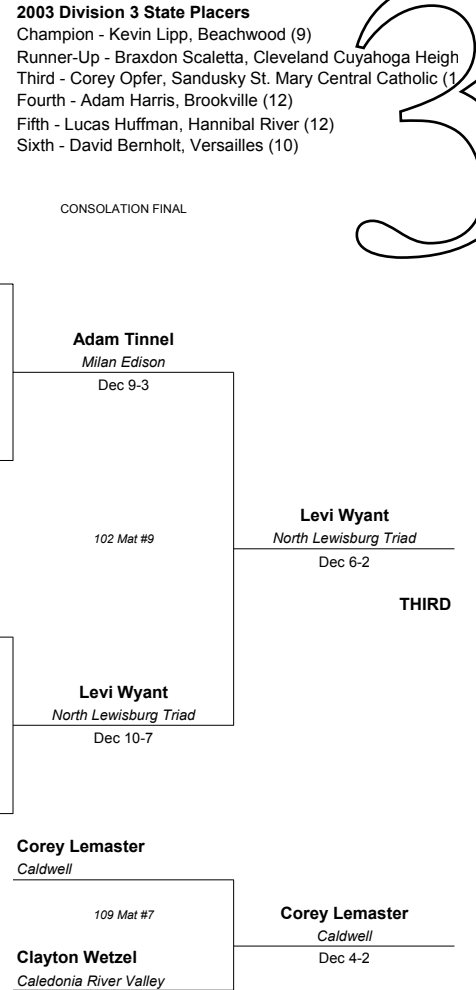 2003 Division 3 State Placers
Champion - Kevin Lipp, Beachwood (9)
Runner-Up - Braxdon Scaletta, Cleveland Cuyahoga Heigh
Third - Corey Opfer, Sandusky St. Mary Central Catholic (1
Fourth - Adam Harris, Brookville (12)
Fifth - Lucas Huffman, Hannibal River (12)
Sixth - David Bernholt, Versailles (10)
3
CONSOLATION FINAL
Adam Tinnel
Milan Edison
Dec 9-3
102 Mat #9
Levi Wyant
North Lewisburg Triad
Dec 6-2
THIRD
Levi Wyant
North Lewisburg Triad
Dec 10-7
Corey Lemaster
Caldwell
109 Mat #7
Corey Lemaster
Caldwell
Dec 4-2
Clayton Wetzel
Caledonia River Valley